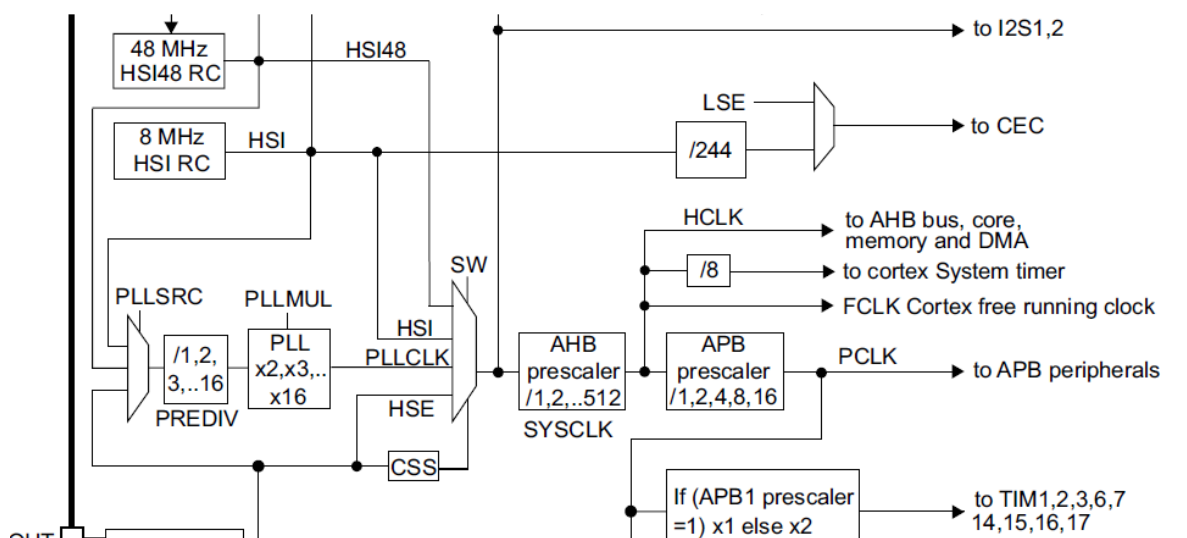 to I2S1,2
48 MHz
HSI48 RC
HSI48
LSE
to CEC
8 MHz
HSI RC
HSI
/244
HCLK
to AHB bus, core,
memory and DMA
/8
to cortex System timer
SW
PLLSRC
PLLMUL
FCLK Cortex free running clock
/1,2,
3,..16
PREDIV
PLL
x2,x3,..
x16
HSI
PLLCLK
HSE
AHB
prescaler
/1,2,..512
SYSCLK
APB
prescaler
/1,2,4,8,16
PCLK
to APB peripherals
CSS
If (APB1 prescaler
=1) x1 else x2
to TIM1,2,3,6,7
14,15,16,17